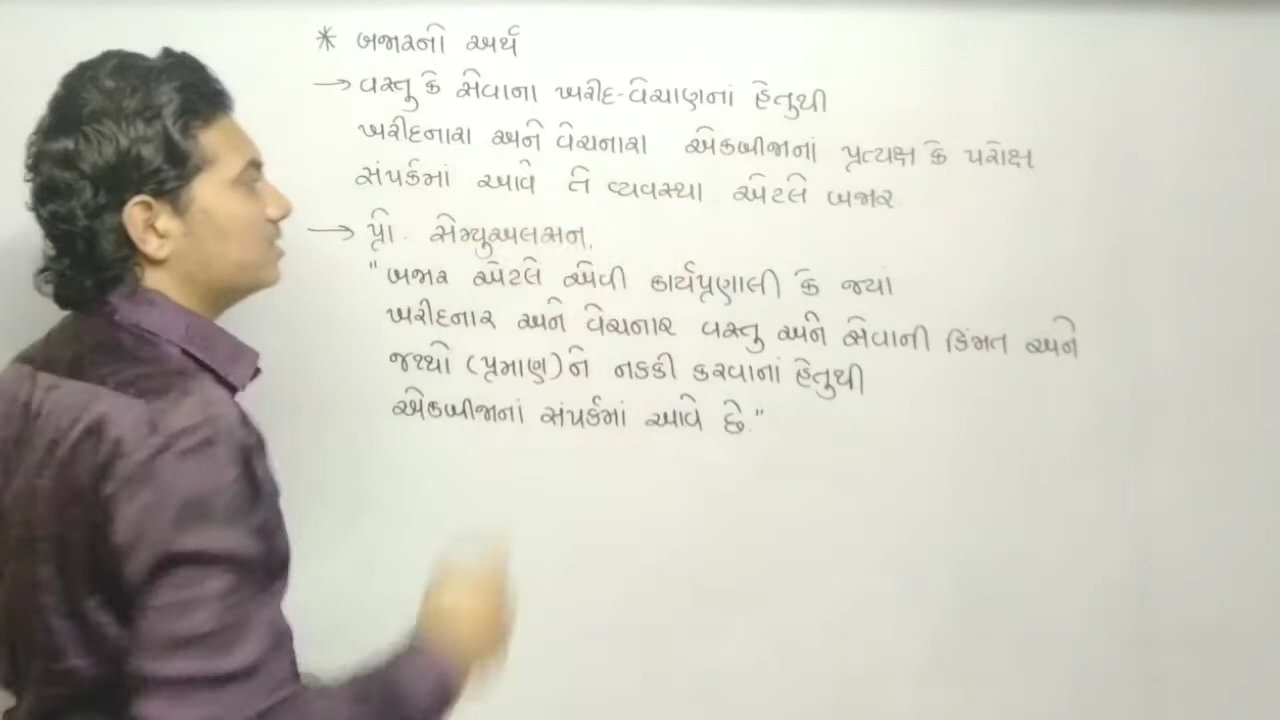 * બજારની અર્થ
→ વસ્તુ કે સેવાના ખરીદ-વેચાણનાં હેતુથી
ખરીદનારા અને વેચનારા એકબીજાનાં પ્રત્યક્ષ કે પરોક્ષ
સંપર્કમાં આવે તે વ્યવસ્થા એટલે બજાર.
→ પ્રો. સેમ્યુઅલસન,
"બજાર એટલે એવી કાર્યપ્રણાલી કે જ્યાં
ખરીદનાર અને વેચનાર વસ્તુ અને સેવાની કિંમત અને
જથ્થો (પ્રમાણ) ને નક્કી કરવાનાં હેતુથી
એકબીજાનાં સંપર્કમાં આવે છે."